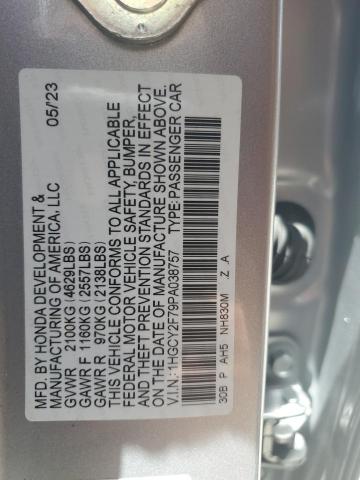 MFD. BY HONDA DEVELOPMENT & 05/23
MANUFACTURING OF AMERICA, LLC
GVWR 2100KG (4629LBS)
GAWR F 1160KG (2557LBS)
GAWR R 970KG (2138LBS)
THIS VEHICLE CONFORMS TO ALL APPLICABLE
FEDERAL MOTOR VEHICLE SAFETY, BUMPER,
AND THEFT PREVENTION STANDARDS IN EFFECT
ON THE DATE OF MANUFACTURE SHOWN ABOVE.
V.I.N.: 1HGCY2F79PA038757 TYPE: PASSENGER CAR
30B P AH5 NH830M .Z .A